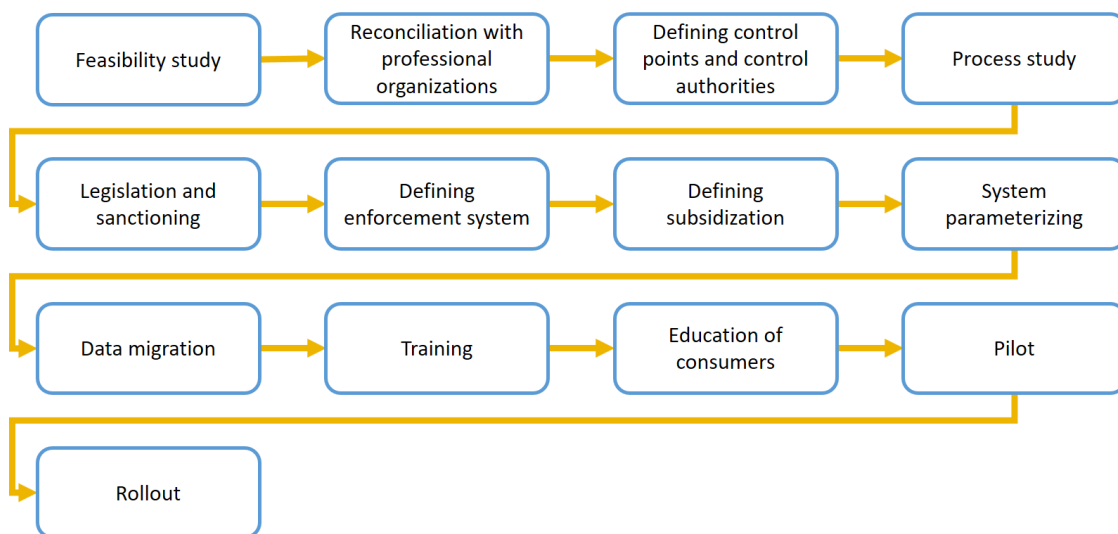 Feasibility study
Reconciliation with
professional
organizations
Defining control
points and control
authorities
Process study
Legislation and
sanctioning
Defining
enforcement system
Defining
subsidization
System
parameterizing
Data migration
Training
Education of
consumers
Pilot
Rollout